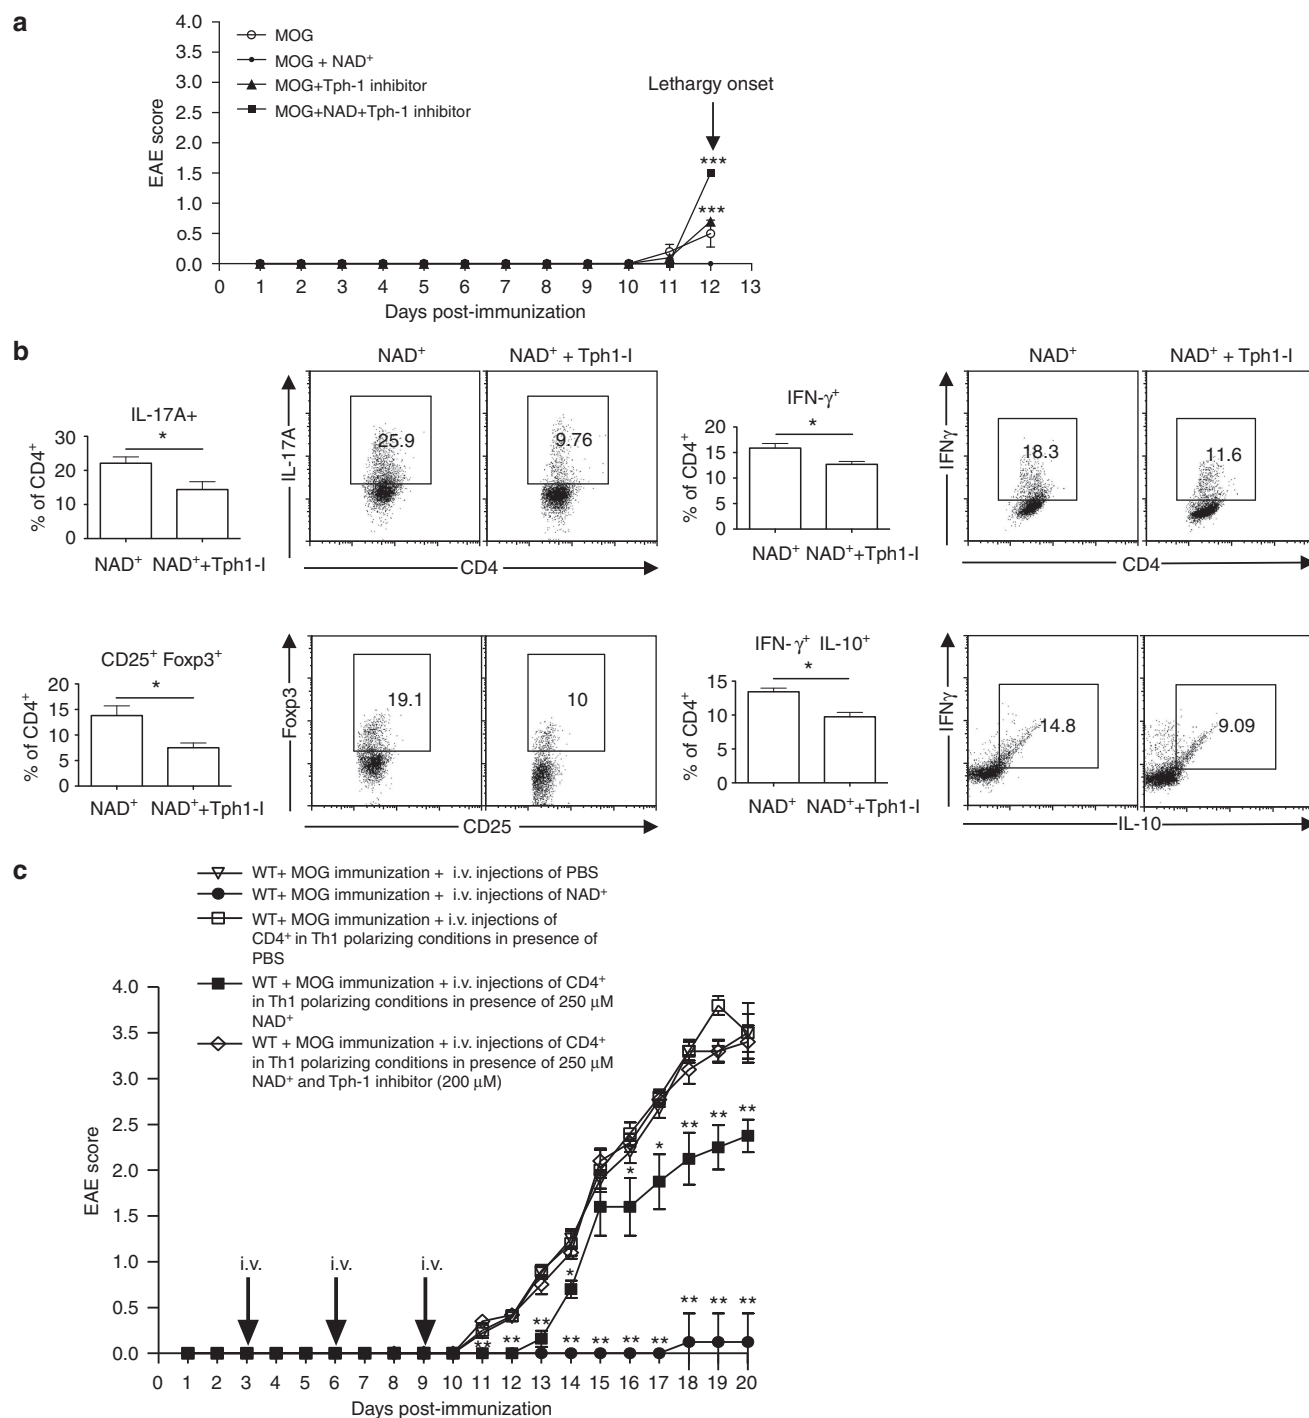 a
4.0
3.5
3.0
2.5
2.0
1.5
1.0
0.5
0.0
EAE score
MOG
MOG + NAD⁺
MOG+Tph-1 inhibitor
MOG+NAD+Tph-1 inhibitor
Lethargy onset
***
***
0 1 2 3 4 5 6 7 8 9 10 11 12 13
Days post-immunization
b
IL-17A+
*
30
20
10
0
% of CD4⁺
NAD⁺ NAD⁺+Tph1-I
NAD⁺ NAD⁺ + Tph1-I
IL-17A
25.9 9.76
CD4
IFN-γ⁺
*
20
15
10
5
0
% of CD4⁺
NAD⁺ NAD⁺+Tph1-I
NAD⁺ NAD⁺ + Tph1-I
IFNγ
18.3 11.6
CD4
CD25⁺ Foxp3⁺
*
20
15
10
5
0
% of CD4⁺
NAD⁺ NAD⁺+Tph1-I
Foxp3
19.1 10
CD25
IFN-γ⁺ IL-10⁺
*
15
10
5
0
% of CD4⁺
NAD⁺ NAD⁺+Tph1-I
IFNγ
14.8 9.09
IL-10
c
WT+ MOG immunization + i.v. injections of PBS
WT+ MOG immunization + i.v. injections of NAD⁺
WT+ MOG immunization + i.v. injections of
CD4⁺ in Th1 polarizing conditions in presence of
PBS
WT + MOG immunization + i.v. injections of CD4⁺
in Th1 polarizing conditions in presence of 250 µM
NAD⁺
WT + MOG immunization + i.v. injections of CD4⁺
in Th1 polarizing conditions in presence of 250 µM
NAD⁺ and Tph-1 inhibitor (200 µM)
4.0
3.5
3.0
2.5
2.0
1.5
1.0
0.5
0.0
EAE score
i.v. i.v. i.v.
** ** ** * * * ** ** **
** ** ** ** ** ** **
0 1 2 3 4 5 6 7 8 9 10 11 12 13 14 15 16 17 18 19 20
Days post-immunization